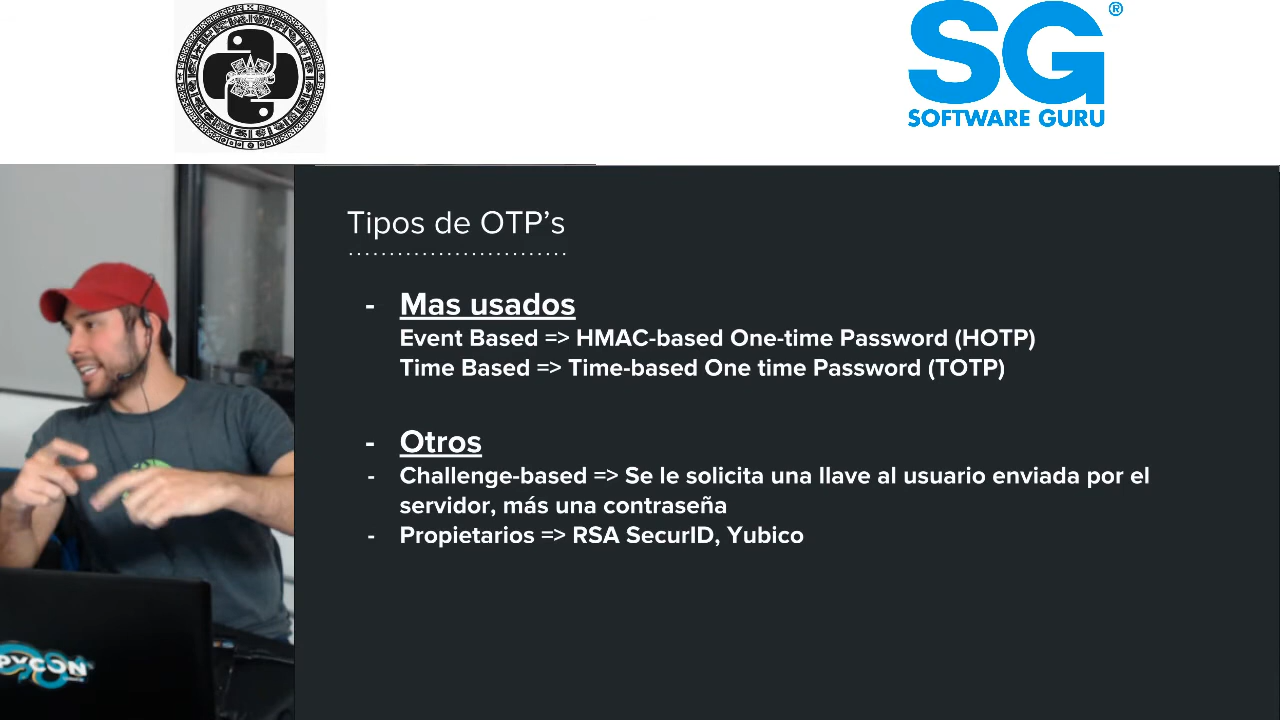 SG®
SOFTWARE GURU
Tipos de OTP's
- Mas usados
Event Based => HMAC-based One-time Password (HOTP)
Time Based => Time-based One time Password (TOTP)
- Otros
- Challenge-based => Se le solicita una llave al usuario enviada por el
servidor, más una contraseña
- Propietarios => RSA SecurID, Yubico
PYCON